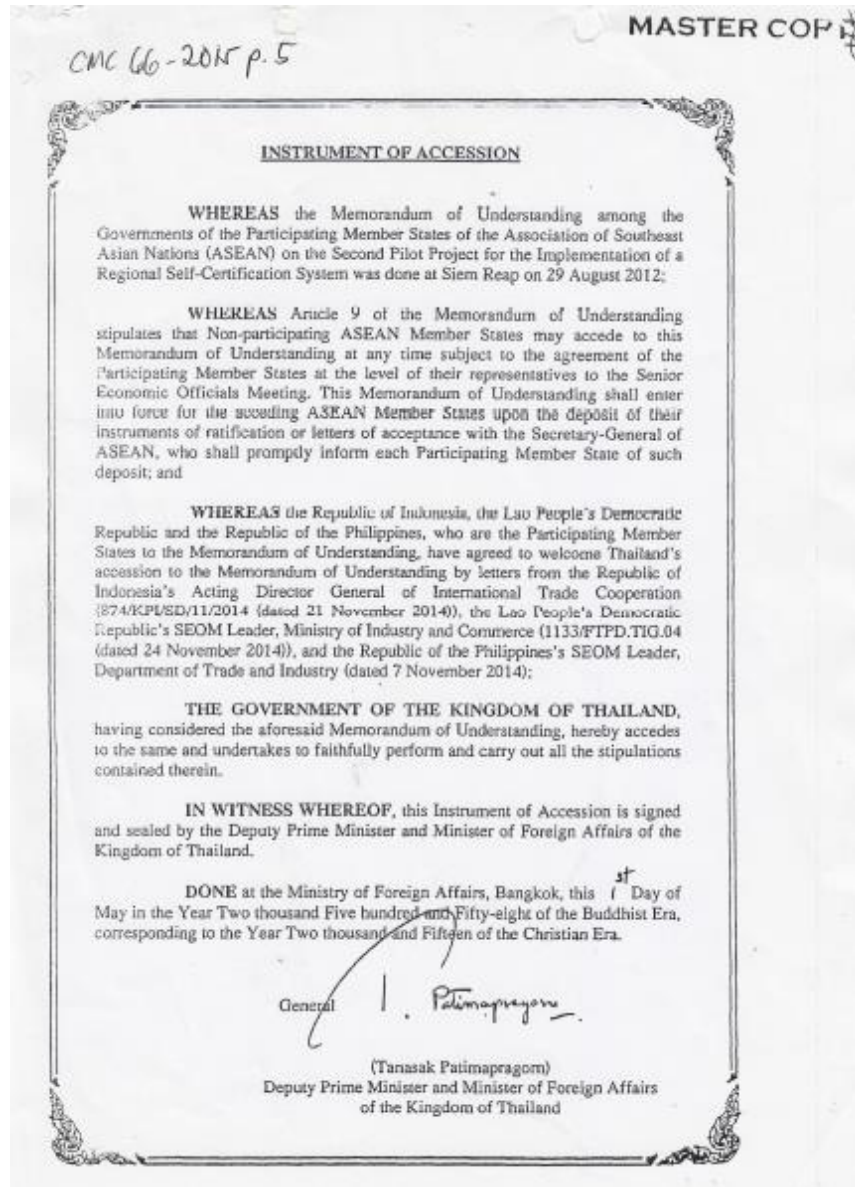 MASTER COPY
CMC 66-2015 p.5
INSTRUMENT OF ACCESSION
WHEREAS the Memorandum of Understanding among the
Governments of the Participating Member States of the Association of Southeast
Asian Nations (ASEAN) on the Second Pilot Project for the Implementation of a
Regional Self-Certification System was done at Siem Reap on 29 August 2012;
WHEREAS Article 9 of the Memorandum of Understanding
stipulates that Non-participating ASEAN Member States may accede to this
Memorandum of Understanding at any time subject to the agreement of the
Participating Member States at the level of their representatives to the Senior
Economic Officials Meeting. This Memorandum of Understanding shall enter
into force for the acceding ASEAN Member States upon the deposit of their
instruments of ratification or letters of acceptance with the Secretary-General of
ASEAN, who shall promptly inform each Participating Member State of such
deposit; and
WHEREAS the Republic of Indonesia, the Lao People's Democratic
Republic and the Republic of the Philippines, who are the Participating Member
States to the Memorandum of Understanding, have agreed to welcome Thailand's
accession to the Memorandum of Understanding by letters from the Republic of
Indonesia's Acting Director General of International Trade Cooperation
(874/KPI/SD/11/2014 (dated 21 November 2014)), the Lao People's Democratic
Republic's SEOM Leader, Ministry of Industry and Commerce (1133/FTPD.TIG.04
(dated 24 November 2014)), and the Republic of the Philippines's SEOM Leader,
Department of Trade and Industry (dated 7 November 2014);
THE GOVERNMENT OF THE KINGDOM OF THAILAND,
having considered the aforesaid Memorandum of Understanding, hereby accedes
to the same and undertakes to faithfully perform and carry out all the stipulations
contained therein.
IN WITNESS WHEREOF, this Instrument of Accession is signed
and sealed by the Deputy Prime Minister and Minister of Foreign Affairs of the
Kingdom of Thailand.
DONE at the Ministry of Foreign Affairs, Bangkok, this 1st Day of
May in the Year Two thousand Five hundred and Fifty-eight of the Buddhist Era,
corresponding to the Year Two thousand and Fifteen of the Christian Era.
General T. Patimapragorn
(Tanasak Patimapragorn)
Deputy Prime Minister and Minister of Foreign Affairs
of the Kingdom of Thailand